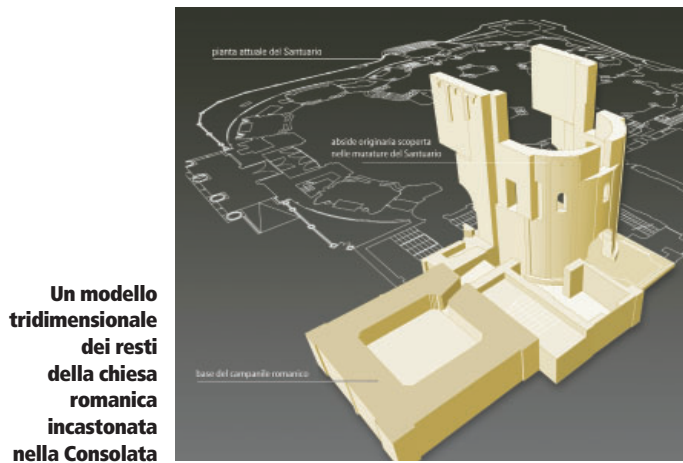 pianta attuale del Santuario
abside originaria scoperta
nelle murature del Santuario
Un modello
tridimensionale
dei resti
della chiesa
romanica
incastonata
nella Consolata
base del campanile romanico